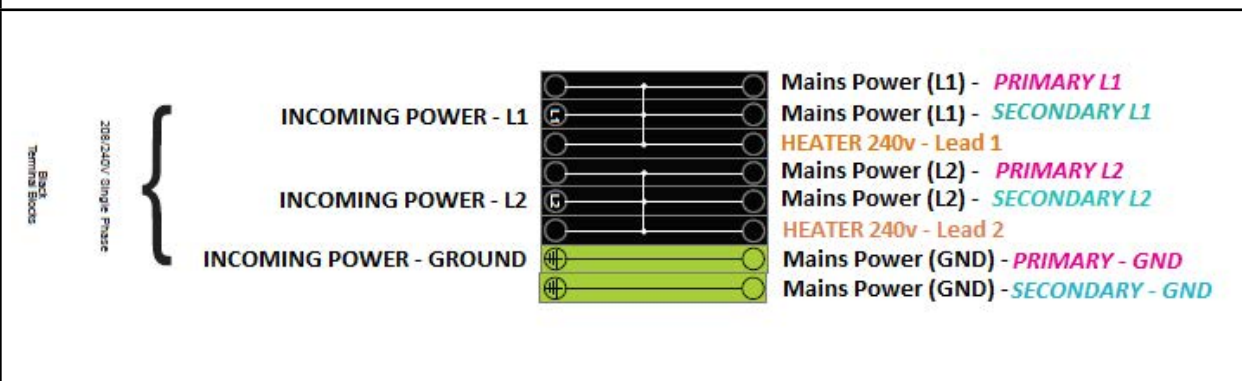 Black
Terminal Blocks
208/240V Single Phase
INCOMING POWER - L1
INCOMING POWER - L2
INCOMING POWER - GROUND
L1
L2
Mains Power (L1) - PRIMARY L1
Mains Power (L1) - SECONDARY L1
HEATER 240v - Lead 1
Mains Power (L2) - PRIMARY L2
Mains Power (L2) - SECONDARY L2
HEATER 240v - Lead 2
Mains Power (GND) - PRIMARY - GND
Mains Power (GND) - SECONDARY - GND